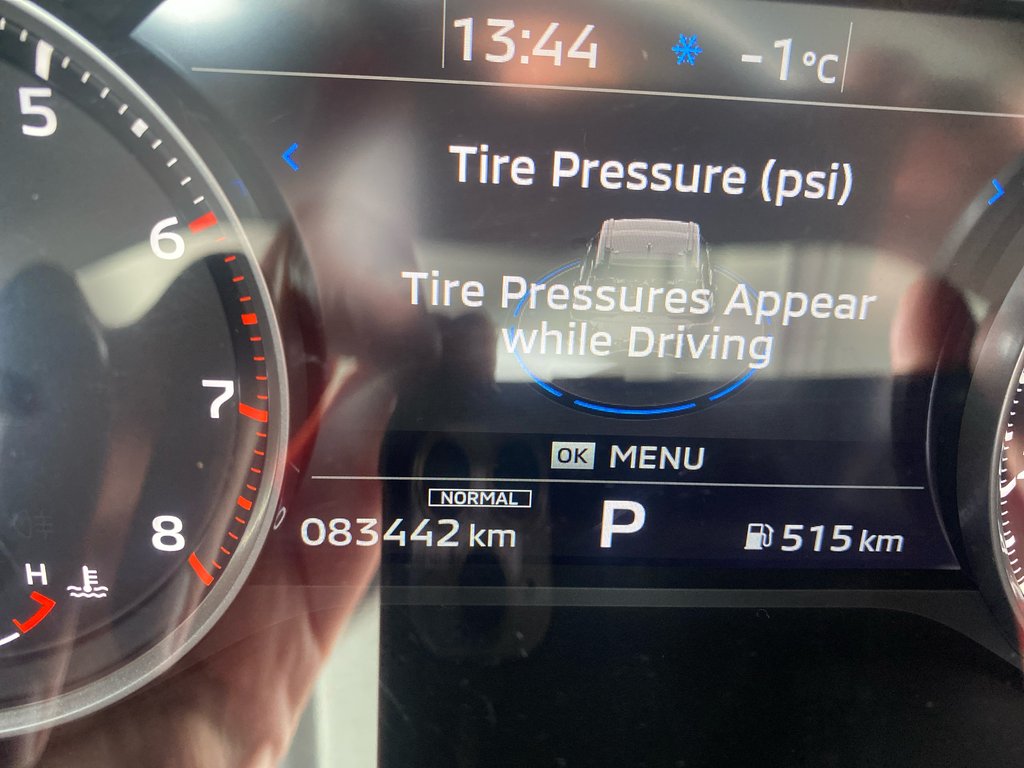 13:44 -1°C
5
Tire Pressure (psi)
6
Tire Pressures Appear
while Driving
7
OK MENU
NORMAL
8
083442 km P 515 km
H